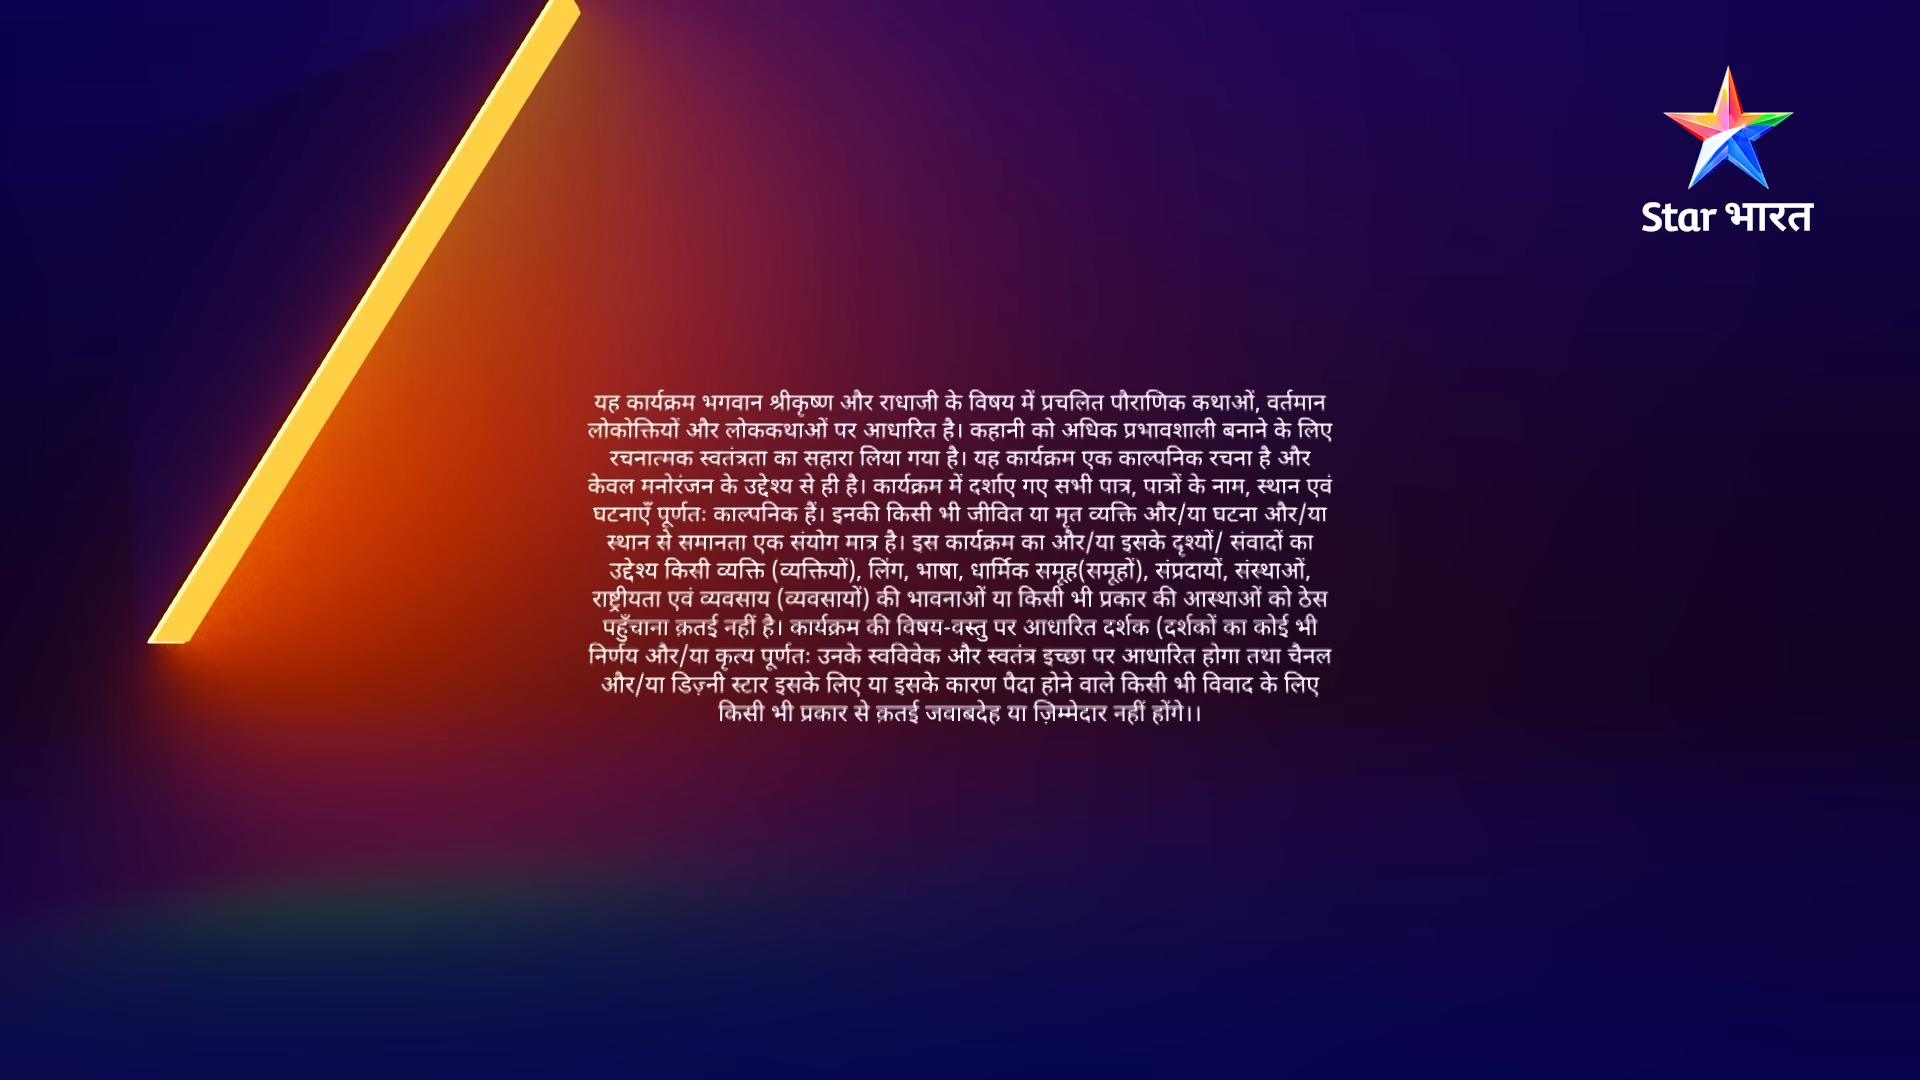 Star भारत
यह कार्यक्रम भगवान श्रीकृष्ण और राधाजी के विषय में प्रचलित पौराणिक कथाओं, वर्तमान
लोकोक्तियों और लोककथाओं पर आधारित है। कहानी को अधिक प्रभावशाली बनाने के लिए
रचनात्मक स्वतंत्रता का सहारा लिया गया है। यह कार्यक्रम एक काल्पनिक रचना है और
केवल मनोरंजन के उद्देश्य से ही है। कार्यक्रम में दर्शाए गए सभी पात्र, पात्रों के नाम, स्थान एवं
घटनाएँ पूर्णतः काल्पनिक हैं। इनकी किसी भी जीवित या मृत व्यक्ति और/या घटना और/या
स्थान से समानता एक संयोग मात्र है। इस कार्यक्रम का और/या इसके दृश्यों/ संवादों का
उद्देश्य किसी व्यक्ति (व्यक्तियों), लिंग, भाषा, धार्मिक समूह(समूहों), संप्रदायों, संस्थाओं,
राष्ट्रीयता एवं व्यवसाय (व्यवसायों) की भावनाओं या किसी भी प्रकार की आस्थाओं को ठेस
पहुँचाना क़तई नहीं है। कार्यक्रम की विषय-वस्तु पर आधारित दर्शक (दर्शकों का कोई भी
निर्णय और/या कृत्य पूर्णतः उनके स्वविवेक और स्वतंत्र इच्छा पर आधारित होगा तथा चैनल
और/या डिज़्नी स्टार इसके लिए या इसके कारण पैदा होने वाले किसी भी विवाद के लिए
किसी भी प्रकार से क़तई जवाबदेह या ज़िम्मेदार नहीं होंगे।।